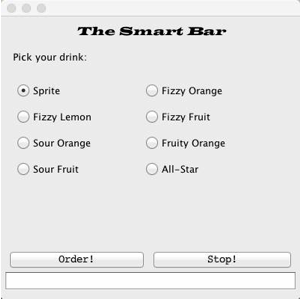 The Smart Bar
Pick your drink:
Sprite
Fizzy Orange
Fizzy Lemon
Fizzy Fruit
Sour Orange
Fruity Orange
Sour Fruit
All-Star
Order!
Stop!